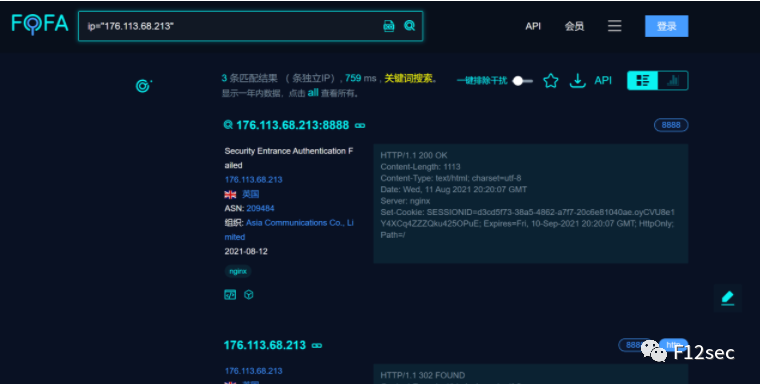 FOFA
ip="176.113.68.213"
API 会员 登录
3 条匹配结果 （ 条独立IP）, 759 ms , 关键词搜索。
显示一年内数据，点击 all 查看所有。
一键排除干扰 API
176.113.68.213:8888 8888
Security Entrance Authentication F
ailed
176.113.68.213
英国
ASN: 209484
组织: Asia Communications Co., Li
mited
2021-08-12
nginx
HTTP/1.1 200 OK
Content-Length: 1113
Content-Type: text/html; charset=utf-8
Date: Wed, 11 Aug 2021 20:20:07 GMT
Server: nginx
Set-Cookie: SESSIONID=d3cd5f73-38a5-4862-a7f7-20c6e81040ae.oyCVU8e1
Y4XCq4ZZZQku425OPuE; Expires=Fri, 10-Sep-2021 20:20:07 GMT; HttpOnly;
Path=/
176.113.68.213
F12sec
176.113.68.213
HTTP/1.1 302 FOUND